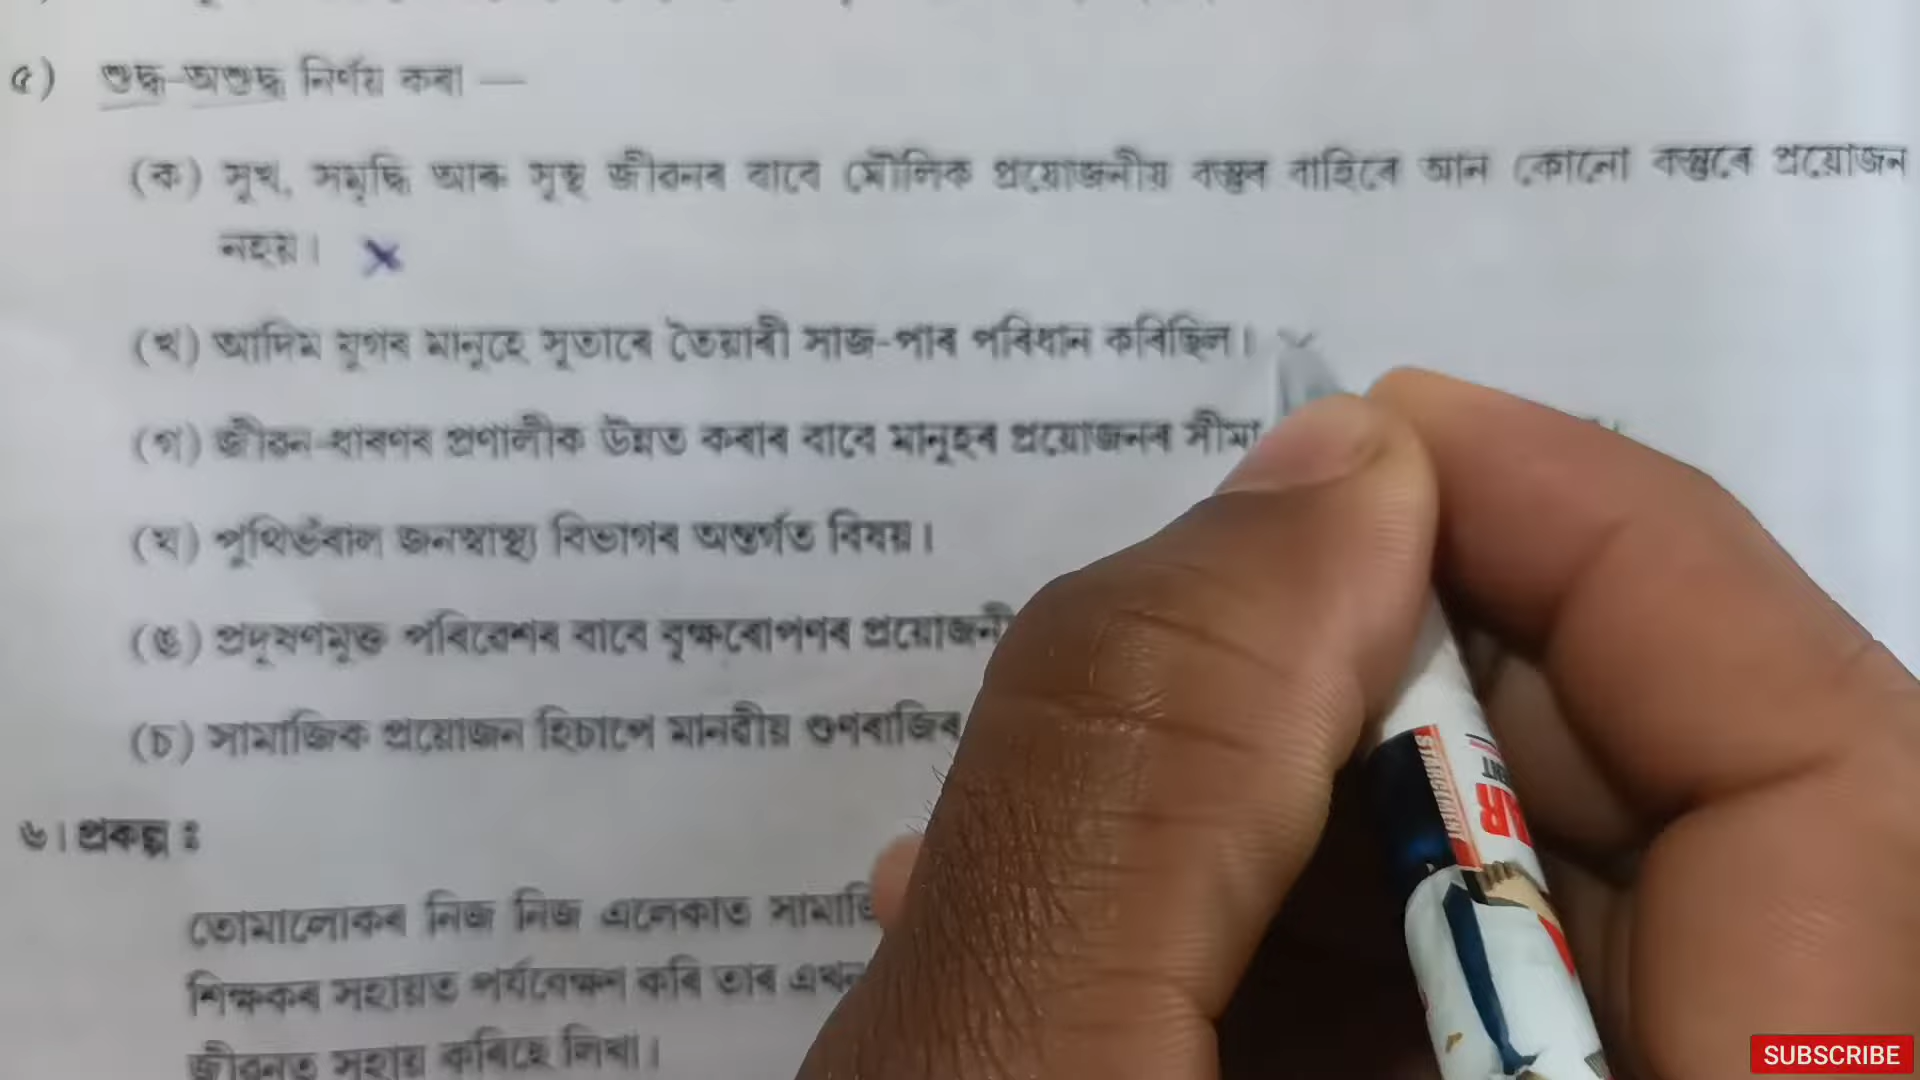 ৫) শুদ্ধ-অশুদ্ধ নিৰ্ণয় কৰা —
(ক) সুখ, সমৃদ্ধি আৰু সুস্থ জীৱনৰ বাবে মৌলিক প্ৰয়োজনীয় বস্তুৰ বাহিৰে আন কোনো বস্তুৰে প্ৰয়োজন
নহয়। ✗
(খ) আদিম যুগৰ মানুহে সূতাৰে তৈয়াৰী সাজ-পাৰ পৰিধান কৰিছিল।
(গ) জীৱন-ধাৰণৰ প্ৰণালীক উন্নত কৰাৰ বাবে মানুহৰ প্ৰয়োজনৰ সীমা
(ঘ) পুথিভঁৰাল জনস্বাস্থ্য বিভাগৰ অন্তৰ্গত বিষয়।
(ঙ) প্ৰদূষণমুক্ত পৰিৱেশৰ বাবে বৃক্ষৰোপণৰ
(চ) সামাজিক প্ৰয়োজন হিচাপে মানৱীয় গুণৰাজিৰ
৬। প্ৰকল্প ঃ
তোমালোকৰ নিজ নিজ এলেকাত
শিক্ষকৰ সহায়ত পৰ্যবেক্ষণ কৰি তাৰ
জীৱনত সহায় কৰিছে লিখা।
STARCEMENT
SUBSCRIBE